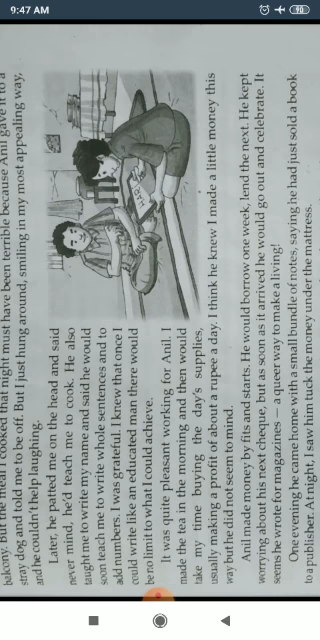 9:47 AM
90
balcony. But the meal I cooked that night must have been terrible because Anil gave it to a
stray dog and told me to be off. But I just hung around, smiling in my most appealing way,
and he couldn't help laughing.
Later, he patted me on the head and said
never mind, he'd teach me to cook. He also
taught me to write my name and said he would
soon teach me to write whole sentences and to
add numbers. I was grateful. I knew that once I
could write like an educated man there would
be no limit to what I could achieve.
It was quite pleasant working for Anil. I
made the tea in the morning and then would
take my time buying the day's supplies,
usually making a profit of about a rupee a day. I think he knew I made a little money this
way but he did not seem to mind.
Anil made money by fits and starts. He would borrow one week, lend the next. He kept
worrying about his next cheque, but as soon as it arrived he would go out and celebrate. It
seems he wrote for magazines — a queer way to make a living!
One evening he came home with a small bundle of notes, saying he had just sold a book
to a publisher. At night, I saw him tuck the money under the mattress.